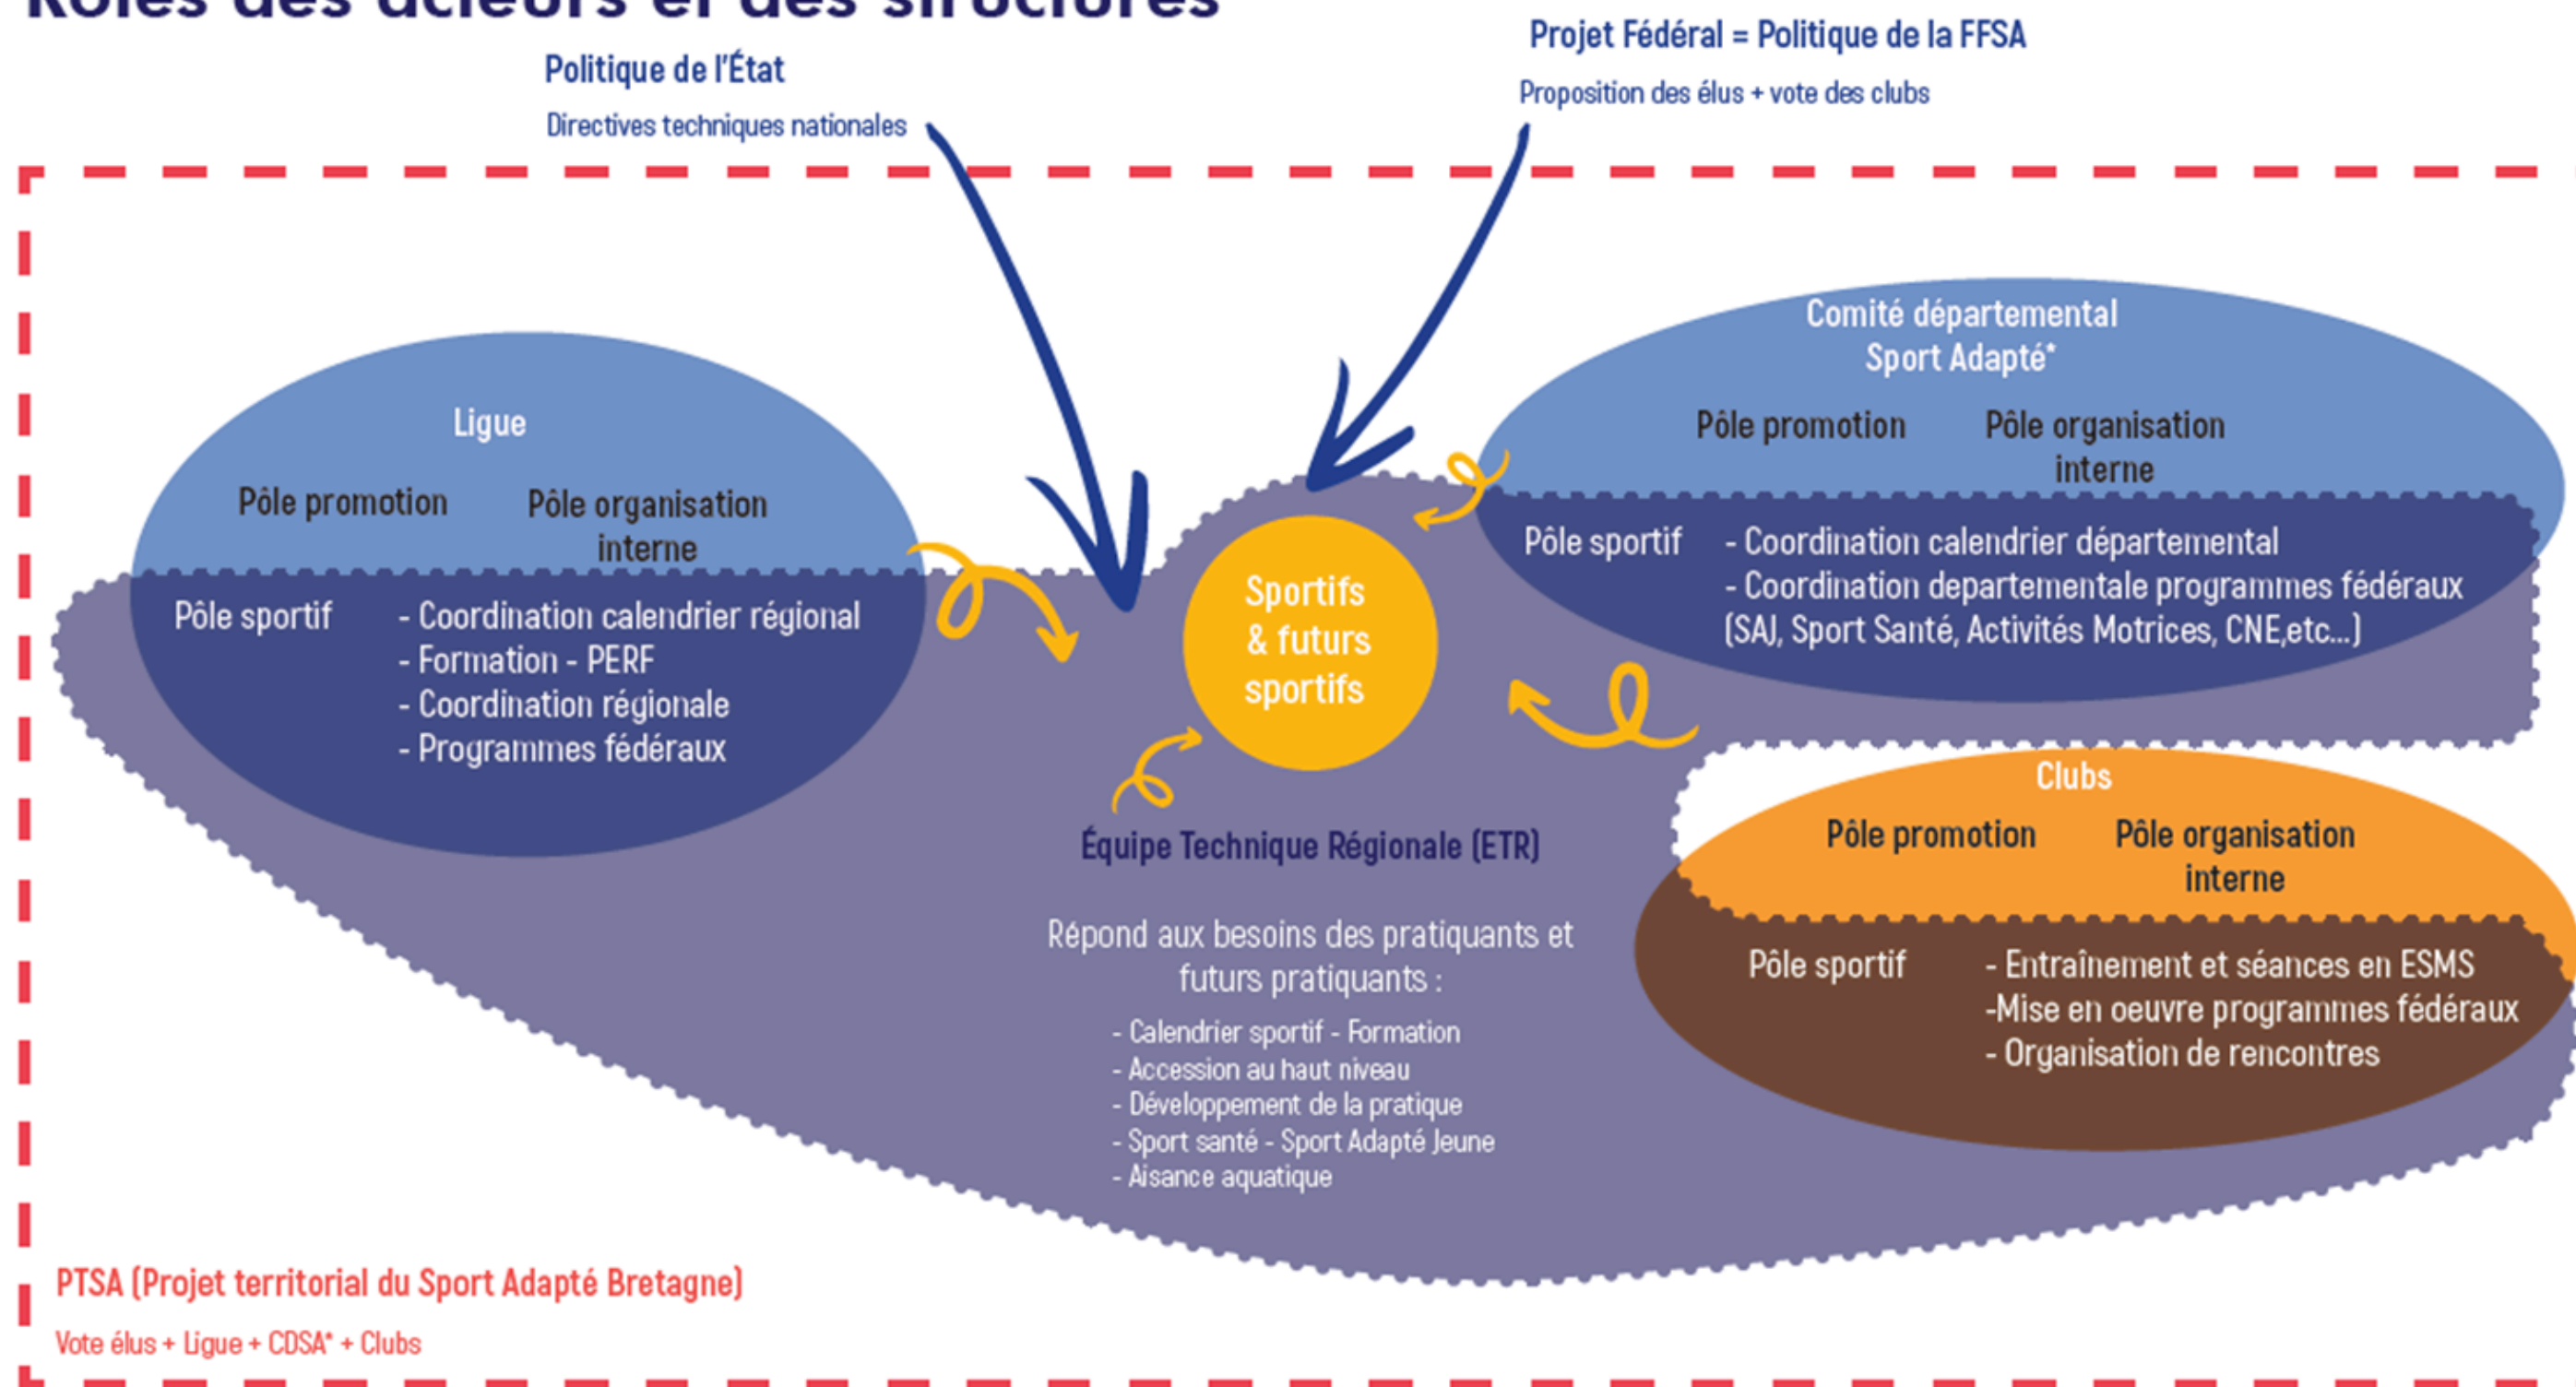 Rôles des acteurs et des structures
Politique de l'État
Directives techniques nationales
Projet Fédéral = Politique de la FFSA
Proposition des élus + vote des clubs
Ligue
Pôle promotion
Pôle organisation
interne
Pôle sportif
- Coordination calendrier régional
- Formation - PERF
- Coordination régionale
- Programmes fédéraux
Comité départemental
Sport Adapté*
Pôle promotion
Pôle organisation
interne
Pôle sportif
- Coordination calendrier départemental
- Coordination departementale programmes fédéraux
(SAJ, Sport Santé, Activités Motrices, CNE,etc...)
Sportifs
& futurs
sportifs
Équipe Technique Régionale (ETR)
Répond aux besoins des pratiquants et
futurs pratiquants :
- Calendrier sportif - Formation
- Accession au haut niveau
- Développement de la pratique
- Sport santé - Sport Adapté Jeune
- Aisance aquatique
Clubs
Pôle promotion
Pôle organisation
interne
Pôle sportif
- Entraînement et séances en ESMS
-Mise en oeuvre programmes fédéraux
- Organisation de rencontres
PTSA (Projet territorial du Sport Adapté Bretagne)
Vote élus + Ligue + CDSA* + Clubs